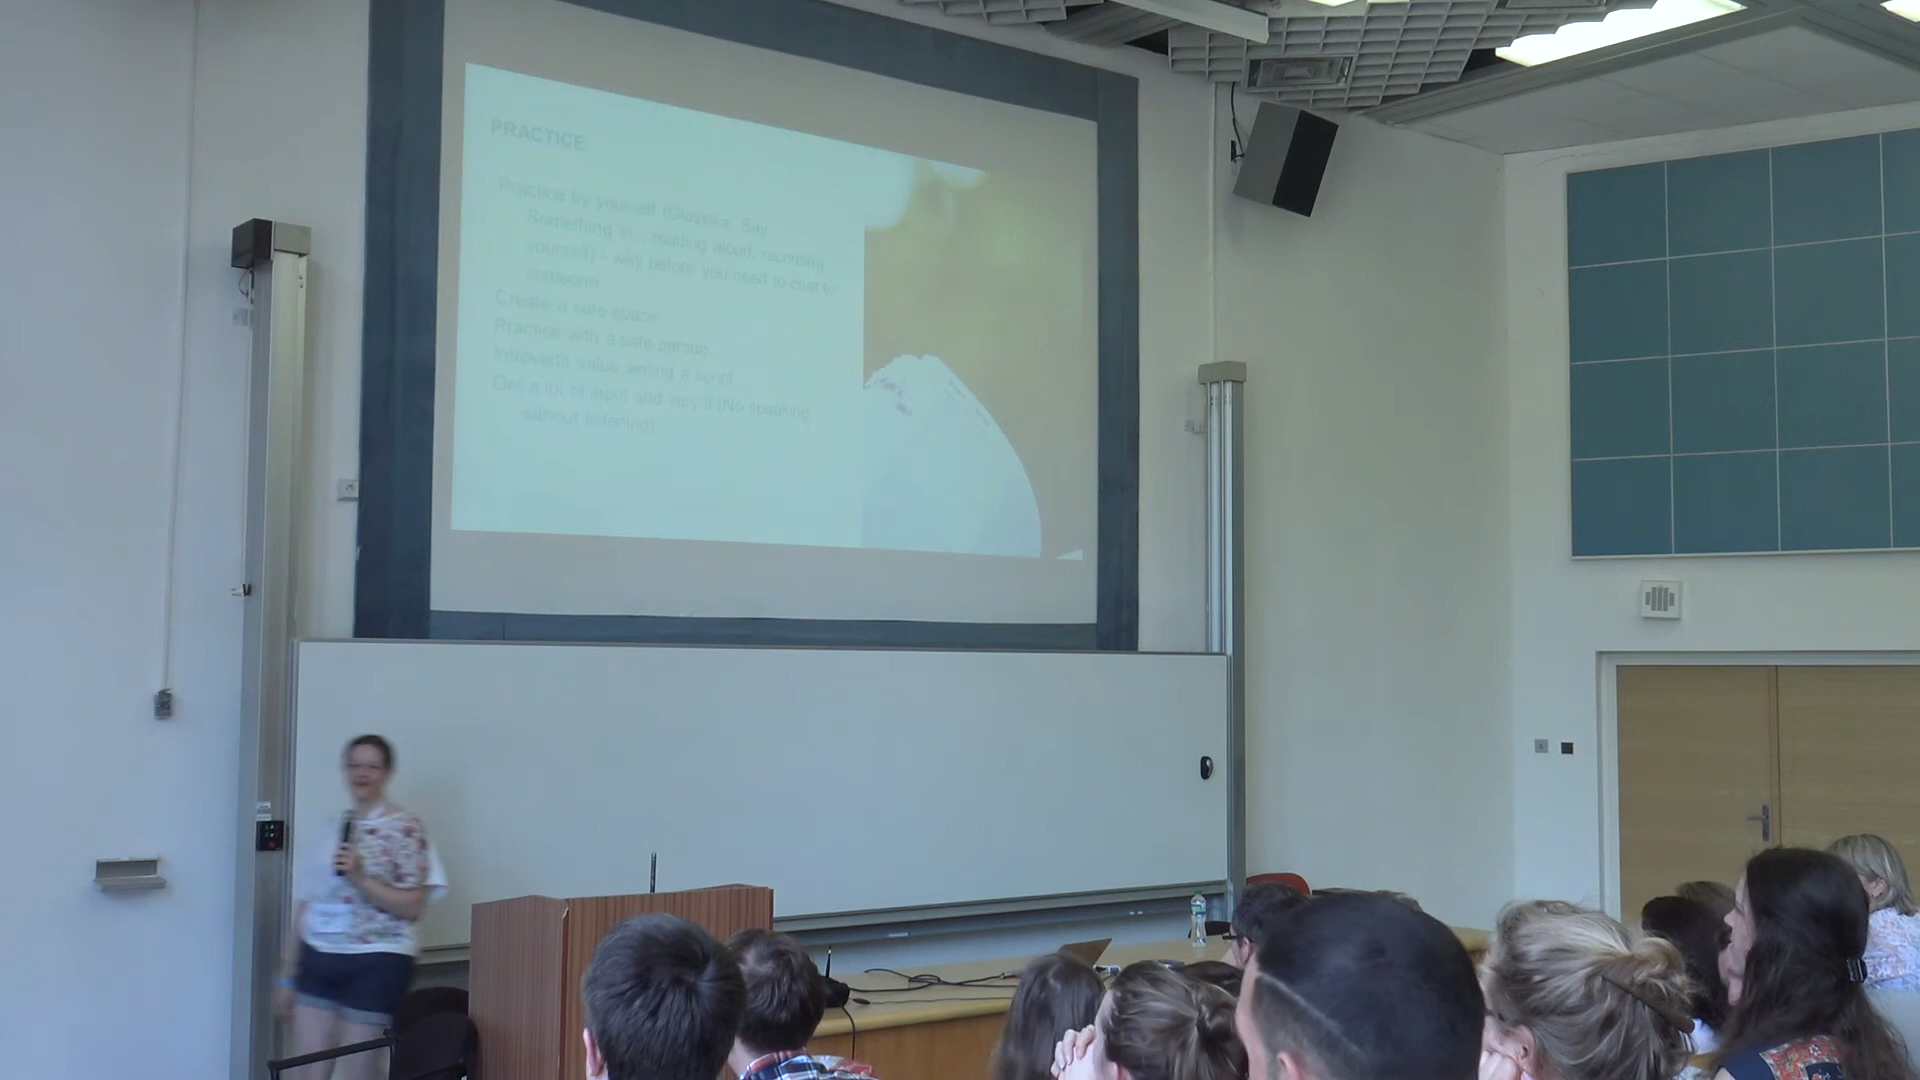 PRACTICE
Practice by yourself (Glossika, Say
Something in.. reading aloud, recording
yourself) - way before you need to chat to
someone
Create a safe space
Practice with a safe person
Introverts value writing a script
Get a lot of input and vary it (No speaking
without listening)